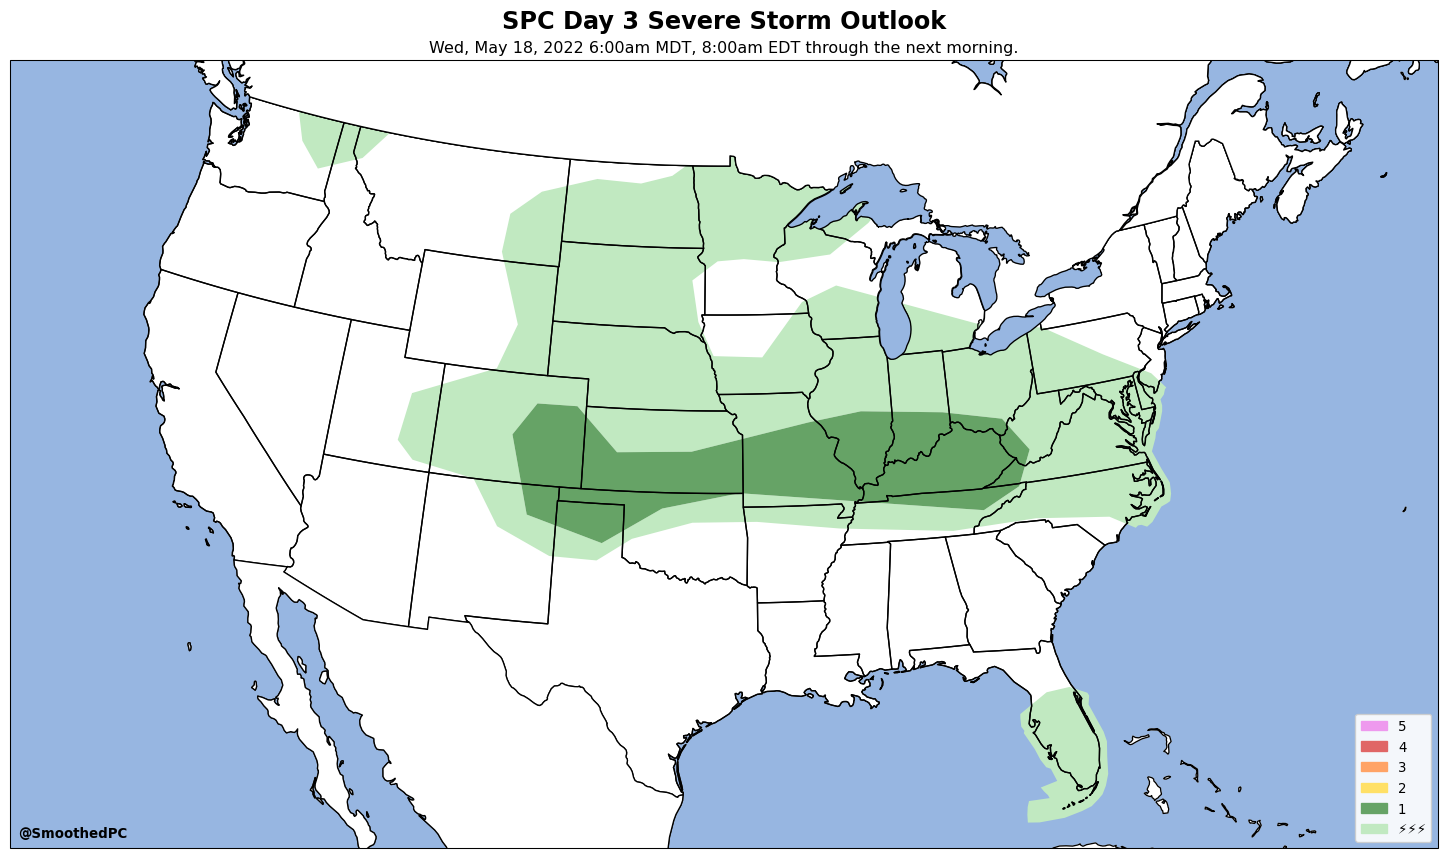 SPC Day 3 Severe Storm Outlook
Wed, May 18, 2022 6:00am MDT, 8:00am EDT through the next morning.
5
4
3
2
1
⚡⚡⚡
@SmoothedPC